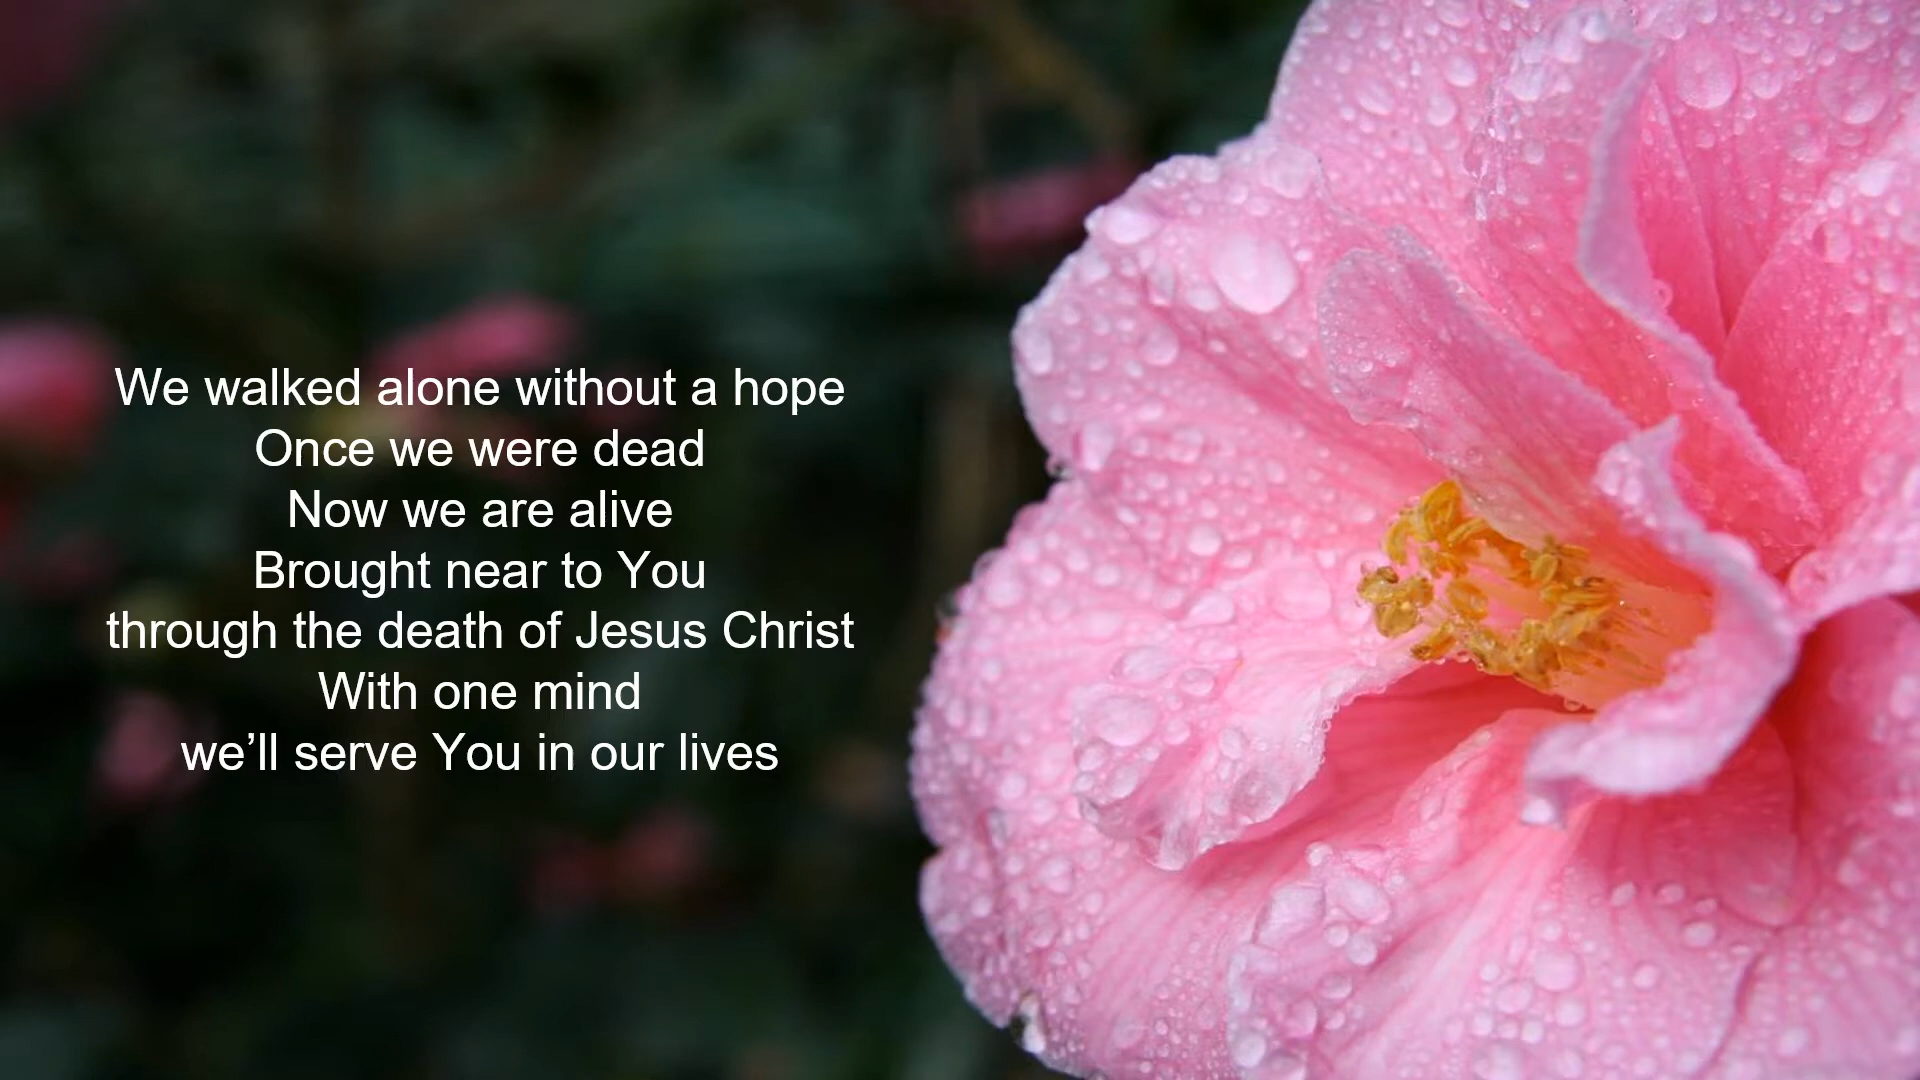 We walked alone without a hope
Once we were dead
Now we are alive
Brought near to You
through the death of Jesus Christ
With one mind
we’ll serve You in our lives